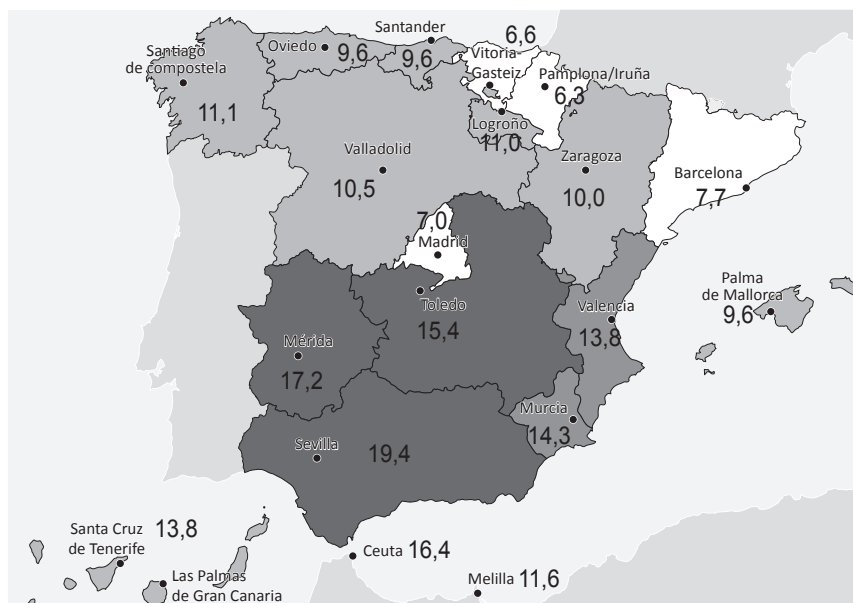 Santander
6,6
Oviedo
9,6
9,6
Vitoria-
Gasteiz
Santiago
de compostela
11,1
Pamplona/Iruña
6,3
Logroño
11,0
Valladolid
10,5
Zaragoza
10,0
Barcelona
7,7
7,0
Madrid
Toledo
15,4
Valencia
13,8
Palma
de Mallorca
9,6
Mérida
17,2
Murcia
14,3
Sevilla
19,4
Santa Cruz
de Tenerife
13,8
Ceuta 16,4
Las Palmas
de Gran Canaria
Melilla 11,6